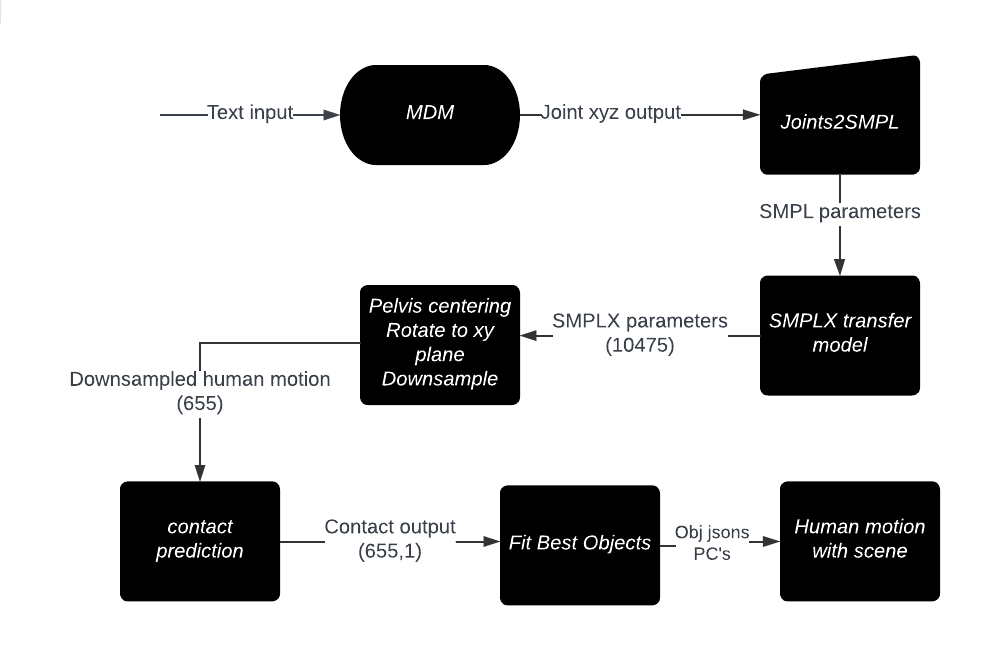 Text input
MDM
Joint xyz output
Joints2SMPL
SMPL parameters
SMPLX transfer
model
SMPLX parameters
(10475)
Pelvis centering
Rotate to xy
plane
Downsample
Downsampled human motion
(655)
contact
prediction
Contact output
(655,1)
Fit Best Objects
Obj jsons
PC's
Human motion
with scene